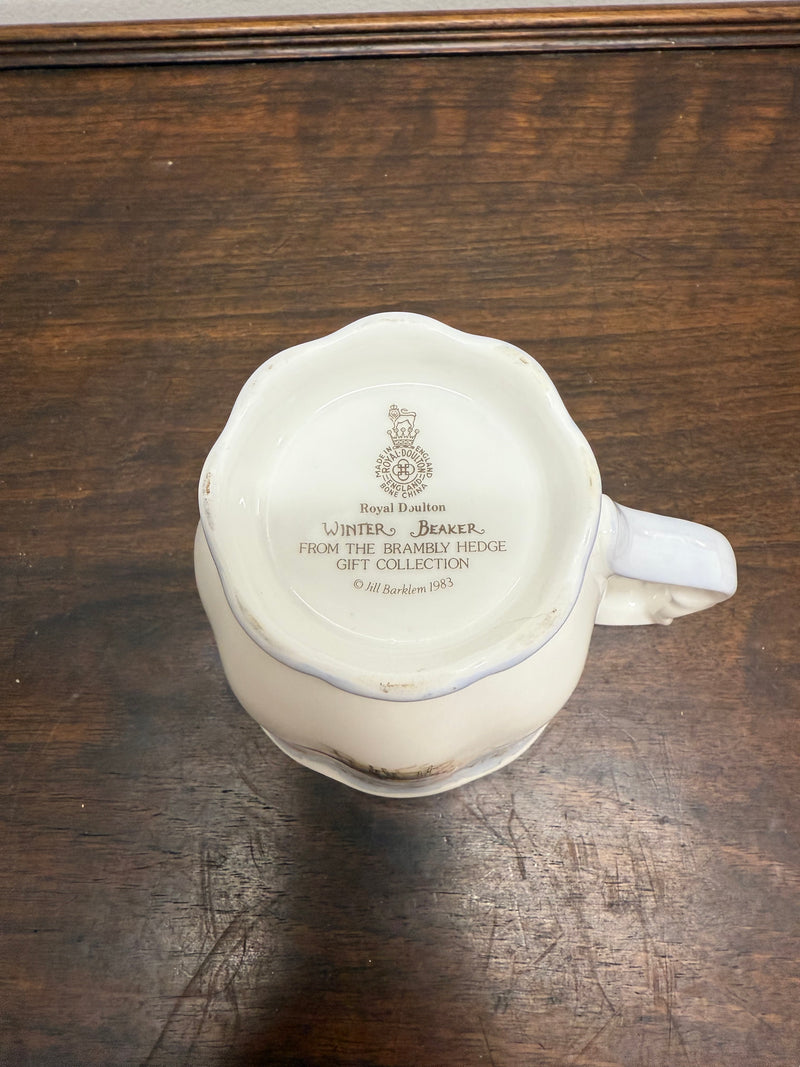 MADE IN ENGLAND
ROYAL·DOULTON
ENGLAND
BONE CHINA
Royal Doulton
WINTER BEAKER
FROM THE BRAMBLY HEDGE
GIFT COLLECTION
© Jill Barklem 1983